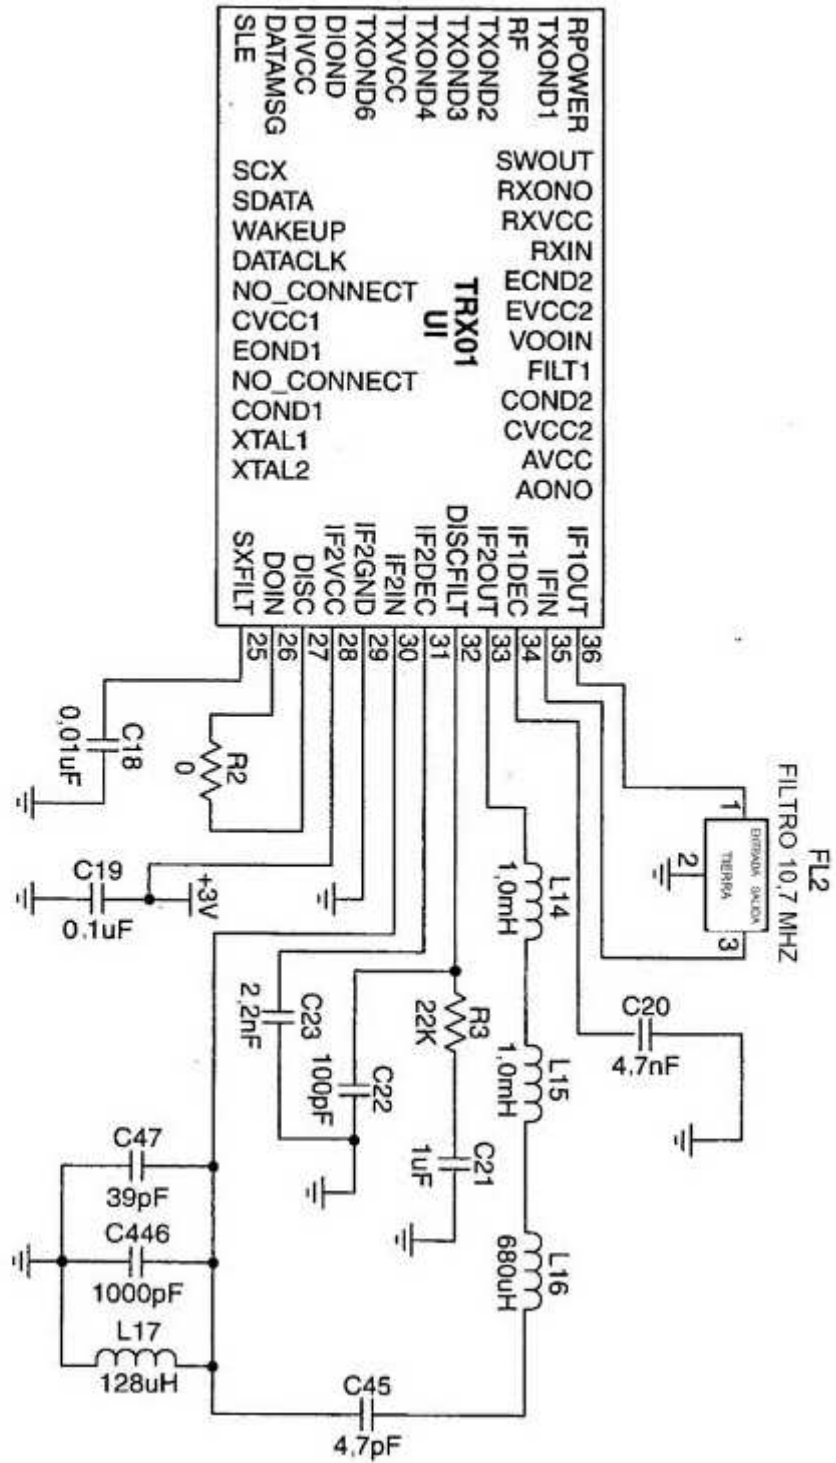 SLE
DATAMSG
DIVCC
DIOND
TXOND6
TXVCC
TXOND4
TXOND3
TXOND2
RF
TXOND1
RPOWER
SCX
SDATA
WAKEUP
DATACLK
NO_CONNECT
CVCC1
EOND1
NO_CONNECT
COND1
XTAL1
XTAL2
TRX01
UI
SWOUT
RXONO
RXVCC
RXIN
ECND2
EVCC2
VOOIN
FILT1
COND2
CVCC2
AVCC
AONO
SXFILT
DOIN
DISC
IF2VCC
IF2GND
IF2IN
IF2DEC
DISCFILT
IF2OUT
IF1DEC
IFIN
IF1OUT
25
26
27
28
29
30
31
32
33
34
35
36
FL2
FILTRO 10,7 MHZ
1
ENTRADA SALIDA
2
TIERRA
3
C18
0,01uF
R2
0
C19
0.1uF
+3V
L14
1,0mH
C20
4,7nF
C23
2,2nF
C22
100pF
R3
22K
L15
1,0mH
C21
1uF
C47
39pF
C446
1000pF
L16
680uH
L17
128uH
C45
4,7pF